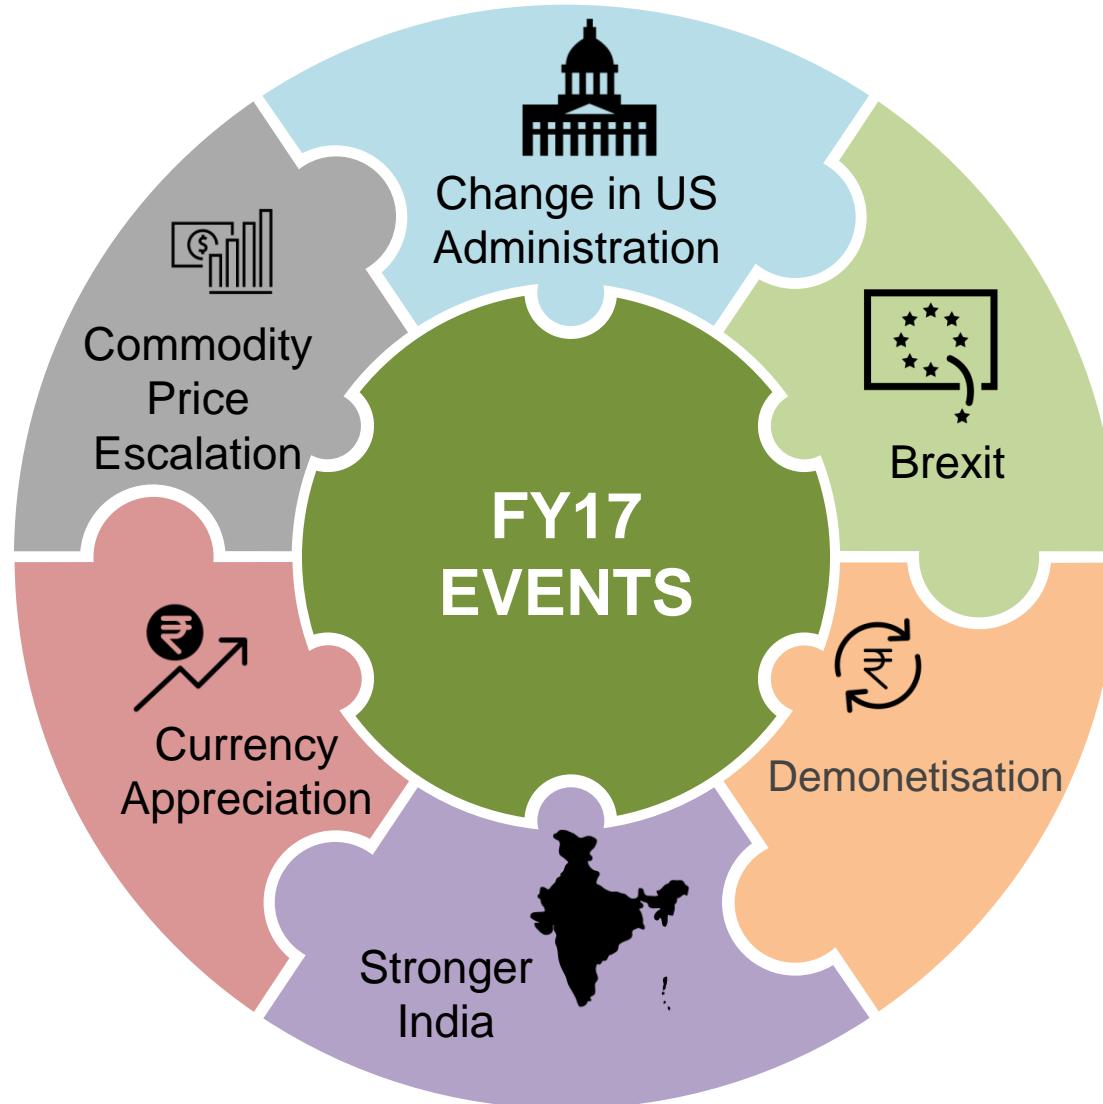 Change in US
Administration
Brexit
Demonetisation
Stronger
India
Currency
Appreciation
Commodity
Price
Escalation
FY17
EVENTS